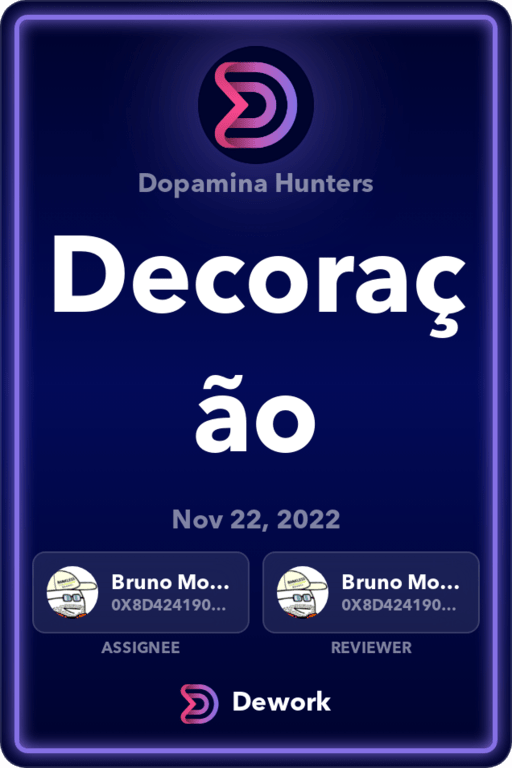 Dopamina Hunters
Decoraç
ão
Nov 22, 2022
Bruno Mo... Bruno Mo...
0X8D424190... 0X8D424190...
ASSIGNEE REVIEWER
Dework